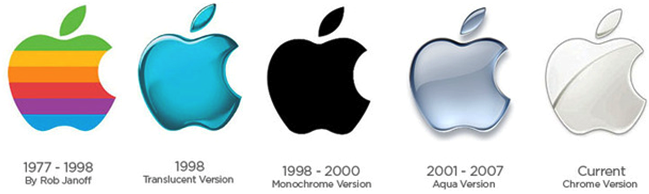 1977 - 1998
By Rob Janoff
1998
Translucent Version
1998 - 2000
Monochrome Version
2001 - 2007
Aqua Version
Current
Chrome Version